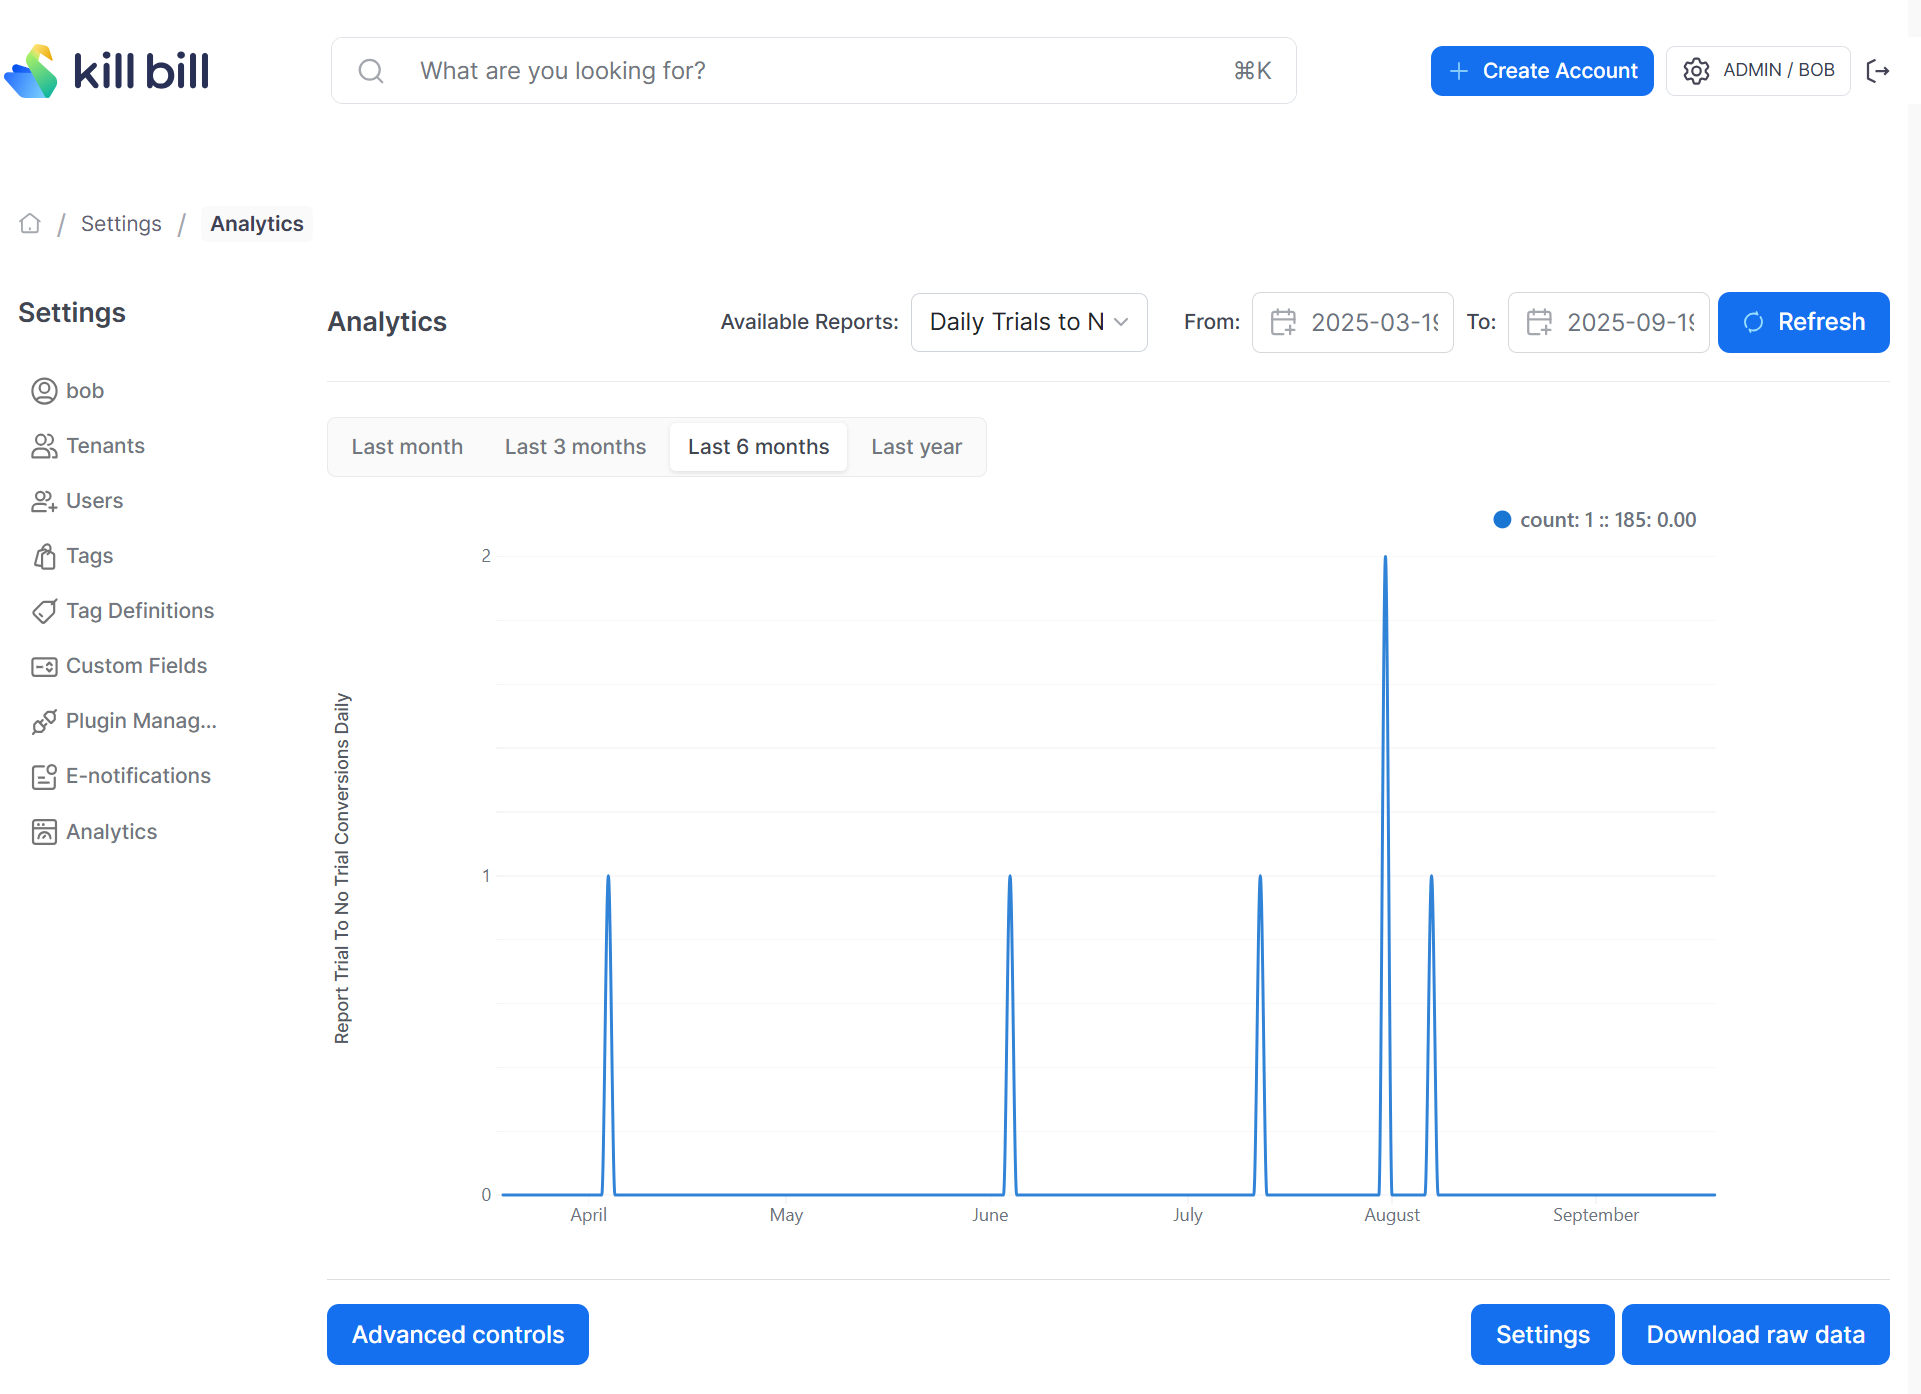 kill bill
What are you looking for?
⌘K
Create Account
ADMIN / BOB
/ Settings / Analytics
Settings
bob
Tenants
Users
Tags
Tag Definitions
Custom Fields
Plugin Manag...
E-notifications
Analytics
Analytics
Available Reports:
Daily Trials to N
From:
2025-03-19
To:
2025-09-19
Refresh
Last month
Last 3 months
Last 6 months
Last year
count: 1 :: 185: 0.00
Report Trial To No Trial Conversions Daily
2
1
0
April
May
June
July
August
September
Advanced controls
Settings
Download raw data